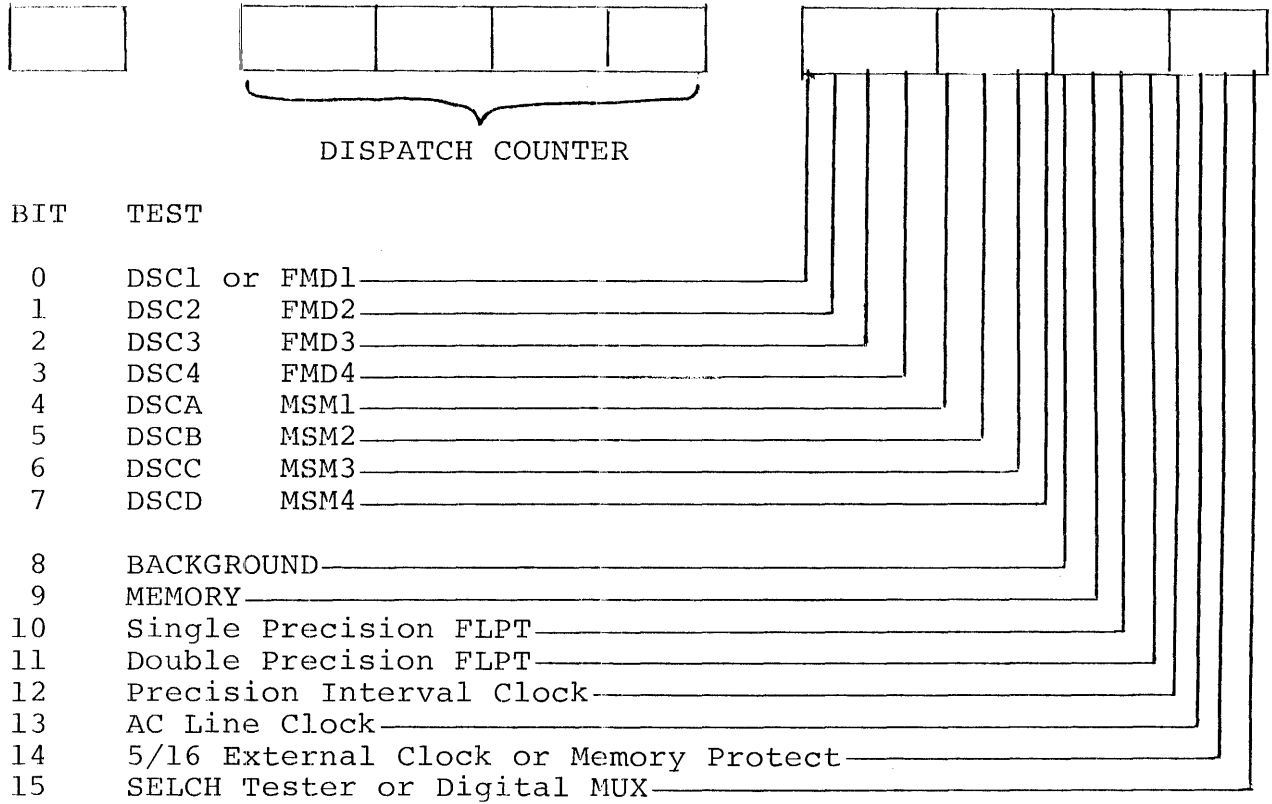 DISPATCH COUNTER
BIT TEST
0 DSC1 or FMD1
1 DSC2 FMD2
2 DSC3 FMD3
3 DSC4 FMD4
4 DSCA MSM1
5 DSCB MSM2
6 DSCC MSM3
7 DSCD MSM4
8 BACKGROUND
9 MEMORY
10 Single Precision FLPT
11 Double Precision FLPT
12 Precision Interval Clock
13 AC Line Clock
14 5/16 External Clock or Memory Protect
15 SELCH Tester or Digital MUX